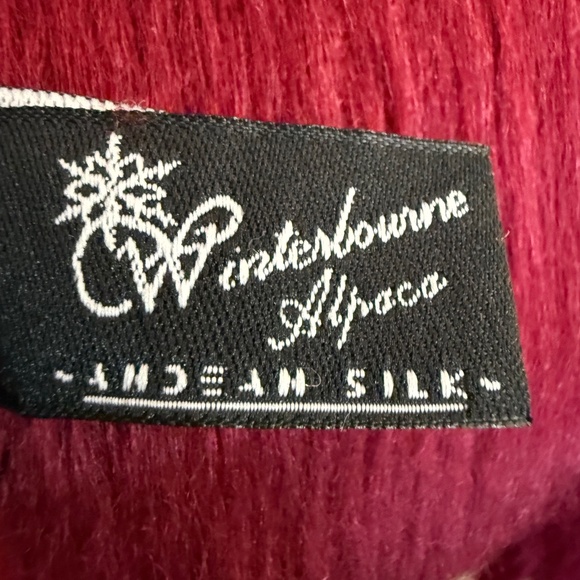 Winterbourne
Alpaca
- ANDEAN SILK -